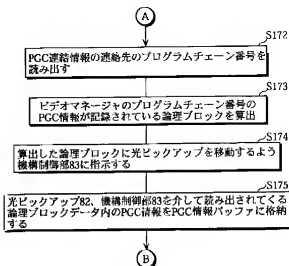 A
S172
PGC連結情報の連絡先のプログラムチェーン番号を
読み出す
S173
ビデオマネージャのプログラムチェーン番号の
PGC情報が記録されている論理ブロックを算出
S174
算出した論理ブロックに光ピックアップを移動するよう
機構制御部83に指示する
S175
光ピックアップ82、機構制御部83を介して読み出されてくる
論理ブロックデータ内のPGC情報をPGC情報バッファに格納
する
B